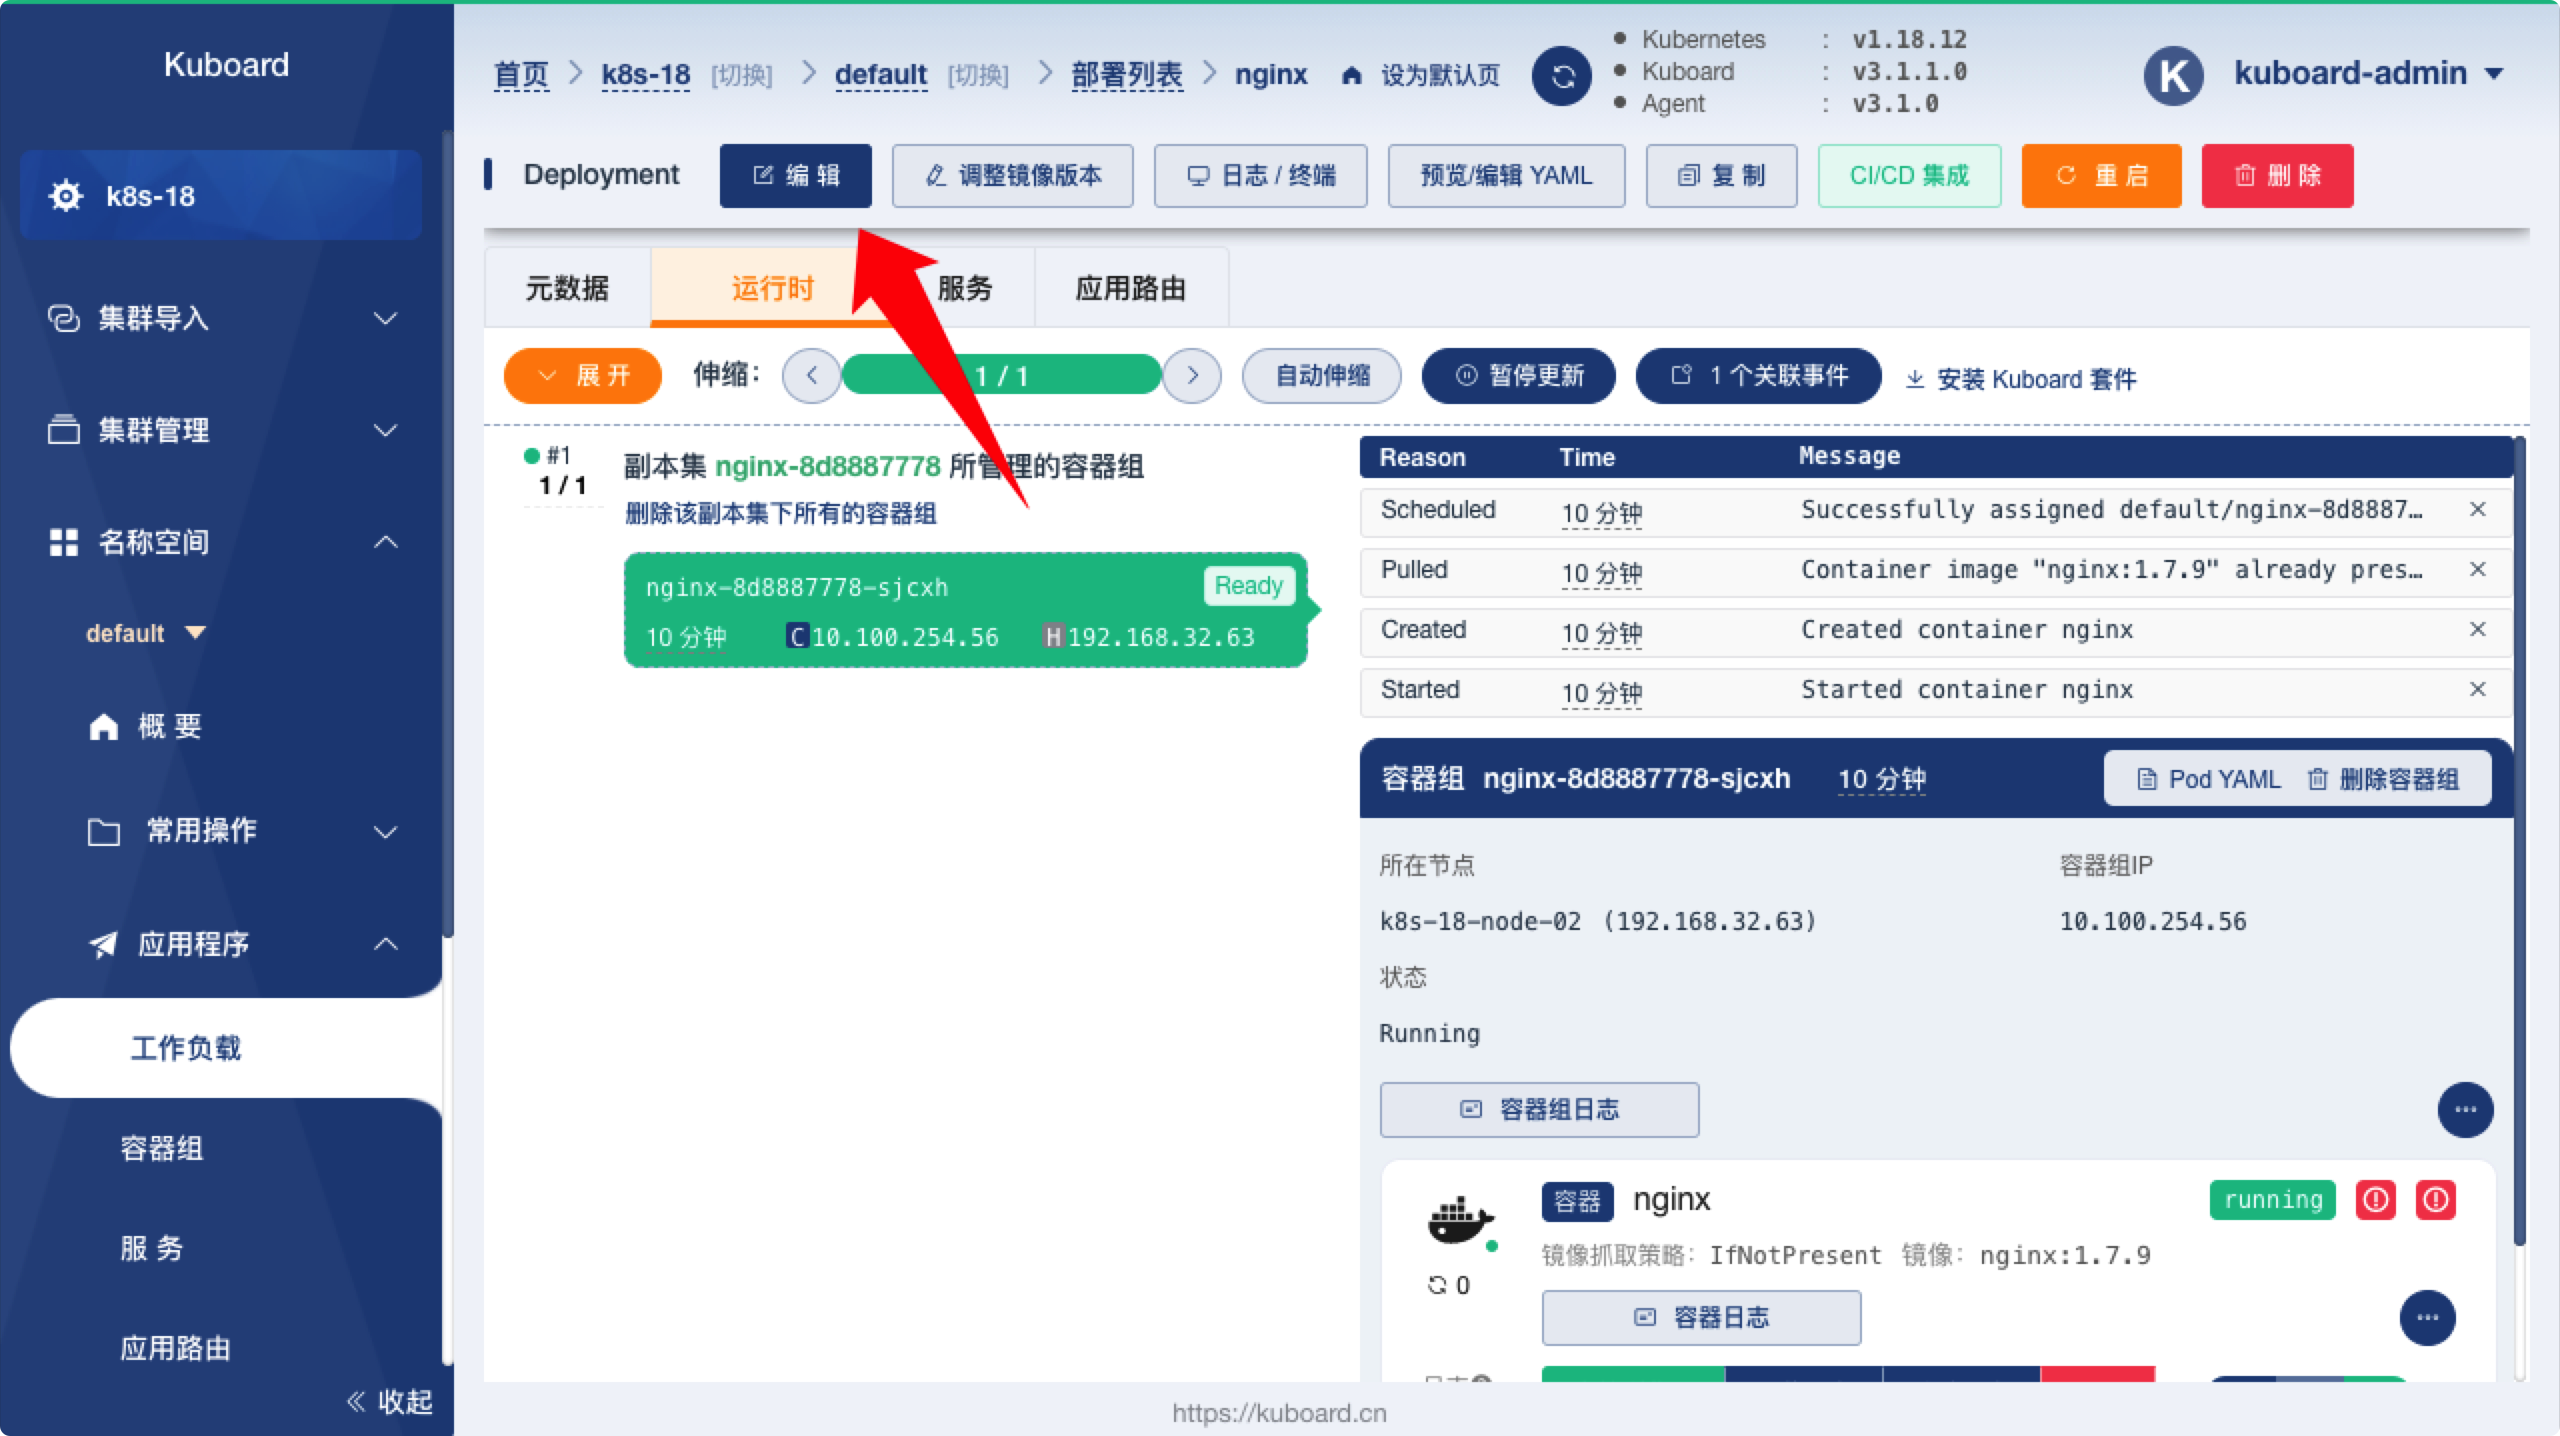 Kuboard
k8s-18
集群导入
集群管理
名称空间
default
概 要
常用操作
应用程序
工作负载
容器组
服 务
应用路由
收起
首页 k8s-18 [切换] default [切换] 部署列表 nginx 设为默认页
Kubernetes : v1.18.12
Kuboard : v3.1.1.0
Agent : v3.1.0
K kuboard-admin
Deployment 编 辑 调整镜像版本 日志 / 终端 预览/编辑 YAML 复 制 CI/CD 集成 重 启 删 除
元数据 运行时 服务 应用路由
展 开 伸缩： 1 / 1 自动伸缩 暂停更新 1 个关联事件 安装 Kuboard 套件
#1
1 / 1
副本集 nginx-8d8887778 所管理的容器组
删除该副本集下所有的容器组
nginx-8d8887778-sjcxh Ready
10 分钟 C 10.100.254.56 H 192.168.32.63
Reason Time Message
Scheduled 10 分钟 Successfully assigned default/nginx-8d8887...
Pulled 10 分钟 Container image "nginx:1.7.9" already pres...
Created 10 分钟 Created container nginx
Started 10 分钟 Started container nginx
容器组 nginx-8d8887778-sjcxh 10 分钟 Pod YAML 删除容器组
所在节点 容器组IP
k8s-18-node-02 (192.168.32.63) 10.100.254.56
状态
Running
容器组日志
容器 nginx running
镜像抓取策略： IfNotPresent 镜像： nginx:1.7.9
0
容器日志
https://kuboard.cn